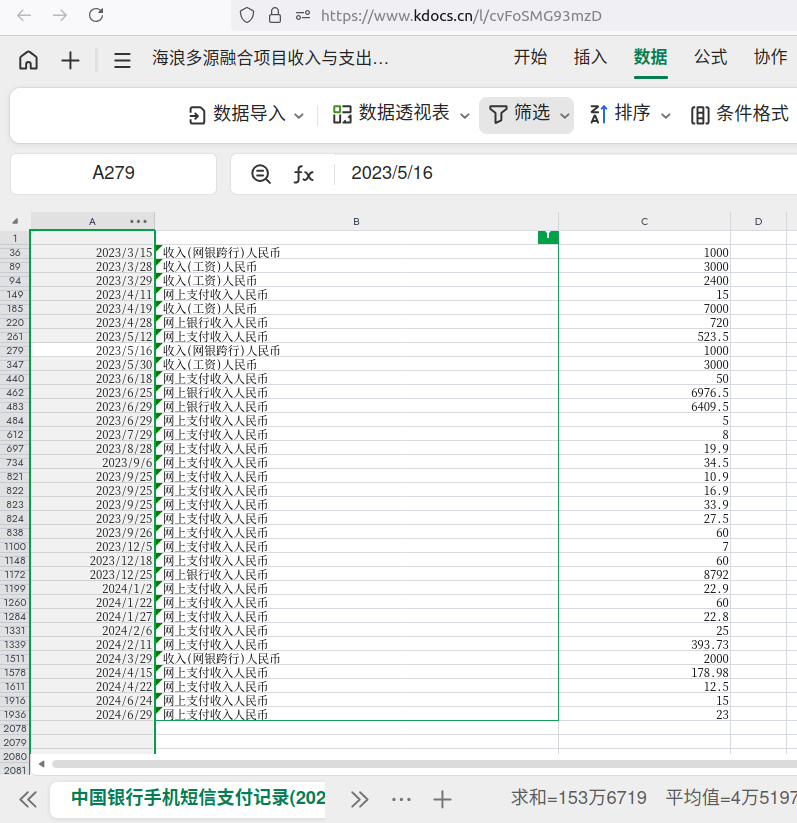 https://www.kdocs.cn/l/cvFoSMG93mzD
海浪多源融合项目收入与支出... 开始 插入 数据 公式 协作
数据导入 数据透视表 筛选 排序 条件格式
A279 fx 2023/5/16
A ... B C D
1
36 2023/3/15 收入(网银跨行)人民币 1000
89 2023/3/28 收入(工资)人民币 3000
94 2023/3/29 收入(工资)人民币 2400
149 2023/4/11 网上支付收入人民币 15
185 2023/4/19 收入(工资)人民币 7000
220 2023/4/28 网上银行收入人民币 720
261 2023/5/12 网上支付收入人民币 523.5
279 2023/5/16 收入(网银跨行)人民币 1000
347 2023/5/30 收入(工资)人民币 3000
440 2023/6/18 网上支付收入人民币 50
462 2023/6/25 网上银行收入人民币 6976.5
483 2023/6/29 网上银行收入人民币 6409.5
484 2023/6/29 网上支付收入人民币 5
612 2023/7/29 网上支付收入人民币 8
697 2023/8/28 网上支付收入人民币 19.9
734 2023/9/6 网上支付收入人民币 34.5
821 2023/9/25 网上支付收入人民币 10.9
822 2023/9/25 网上支付收入人民币 16.9
823 2023/9/25 网上支付收入人民币 33.9
824 2023/9/25 网上支付收入人民币 27.5
838 2023/9/26 网上支付收入人民币 60
1100 2023/12/5 网上支付收入人民币 7
1148 2023/12/18 网上支付收入人民币 60
1172 2023/12/25 网上银行收入人民币 8792
1199 2024/1/2 网上支付收入人民币 22.9
1260 2024/1/22 网上支付收入人民币 60
1284 2024/1/27 网上支付收入人民币 22.8
1331 2024/2/6 网上支付收入人民币 25
1339 2024/2/11 网上支付收入人民币 393.73
1511 2024/3/29 收入(网银跨行)人民币 2000
1578 2024/4/15 网上支付收入人民币 178.98
1611 2024/4/22 网上支付收入人民币 12.5
1916 2024/6/24 网上支付收入人民币 15
1936 2024/6/29 网上支付收入人民币 23
2078
2079
2080
2081
中国银行手机短信支付记录(202 ... 求和=153万6719 平均值=4万5197